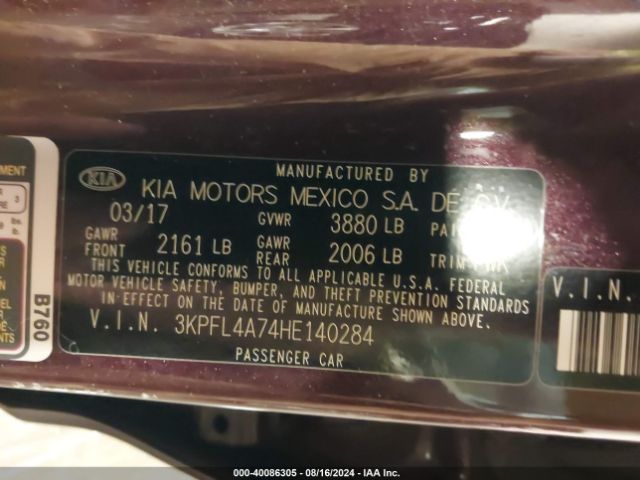 MANUFACTURED BY
KIA KIA MOTORS MEXICO S.A. DE C.V.
03/17 GVWR 3880 LB
GAWR FRONT 2161 LB GAWR REAR 2006 LB TRIM
THIS VEHICLE CONFORMS TO ALL APPLICABLE U.S.A. FEDERAL
MOTOR VEHICLE SAFETY, BUMPER, AND THEFT PREVENTION STANDARDS
IN EFFECT ON THE DATE OF MANUFACTURE SHOWN ABOVE.
V.I.N. 3KPFL4A74HE140284
PASSENGER CAR
B760
V.I.N.
000-40086305 - 08/16/2024 - IAAI Inc.